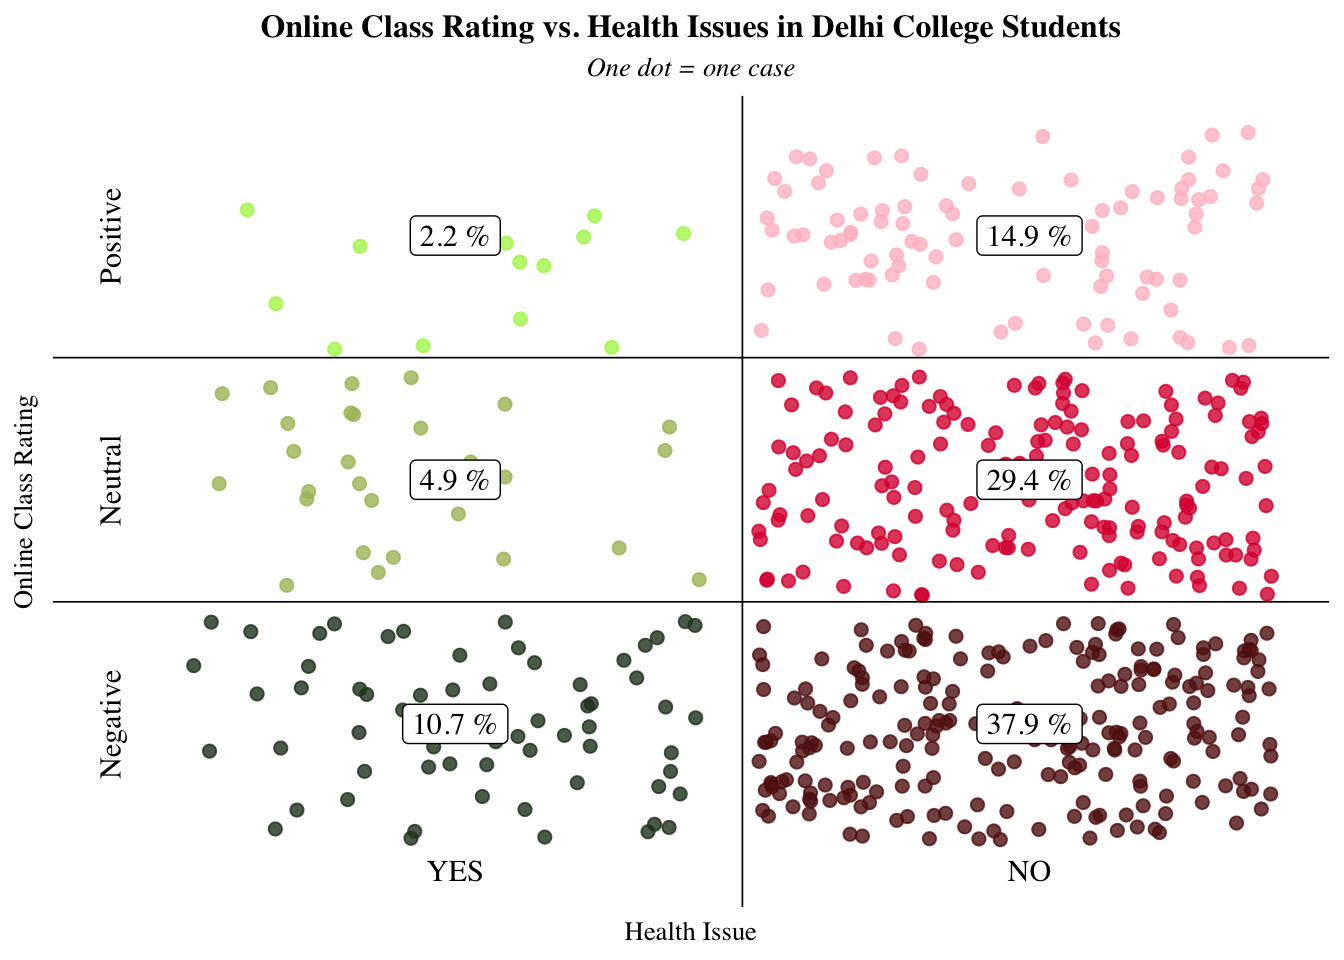 Online Class Rating vs. Health Issues in Delhi College Students
One dot = one case
Online Class Rating
Positive
2.2 %
14.9 %
Neutral
4.9 %
29.4 %
Negative
10.7 %
37.9 %
YES
NO
Health Issue